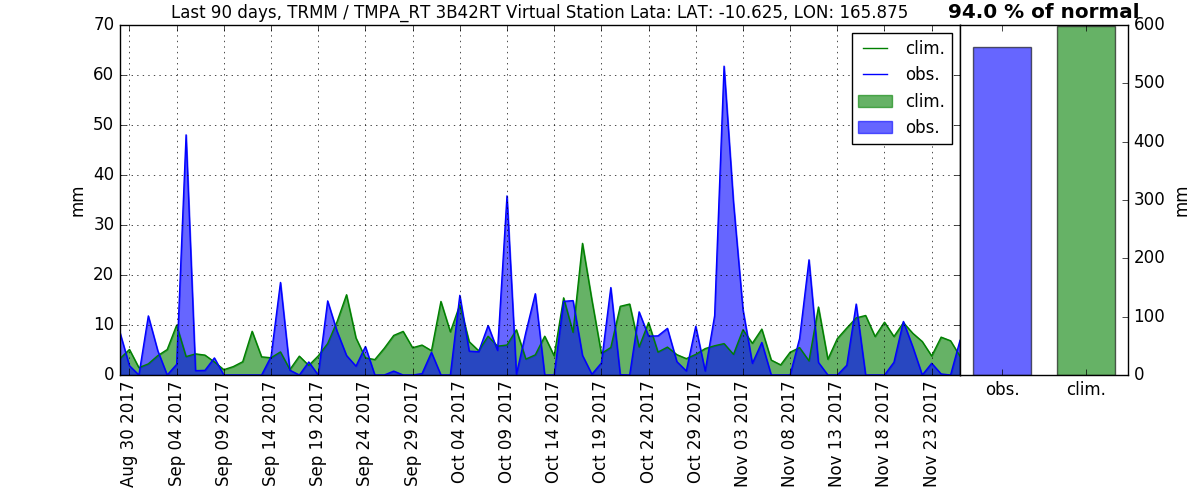 Last 90 days, TRMM / TMPA_RT 3B42RT Virtual Station Lata: LAT: -10.625, LON: 165.875
94.0 % of normal
70
60
50
40
30
20
10
0
mm
clim.
obs.
clim.
obs.
600
500
400
300
200
100
0
mm
obs.
clim.
Aug 30 2017
Sep 04 2017
Sep 09 2017
Sep 14 2017
Sep 19 2017
Sep 24 2017
Sep 29 2017
Oct 04 2017
Oct 09 2017
Oct 14 2017
Oct 19 2017
Oct 24 2017
Oct 29 2017
Nov 03 2017
Nov 08 2017
Nov 13 2017
Nov 18 2017
Nov 23 2017